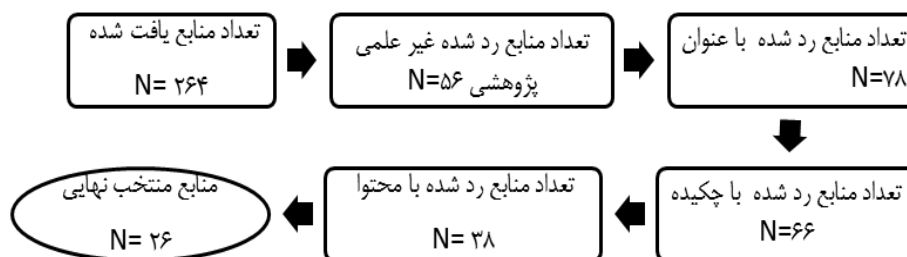 تعداد منابع یافت شده
N= ۲۶۴
تعداد منابع رد شده غیر علمی
پژوهشی N=۵۶
تعداد منابع رد شده با عنوان
N=۷۸
تعداد منابع رد شده با چکیده
N=۶۶
تعداد منابع رد شده با محتوا
N= ۳۸
منابع منتخب نهایی
N= ۲۶